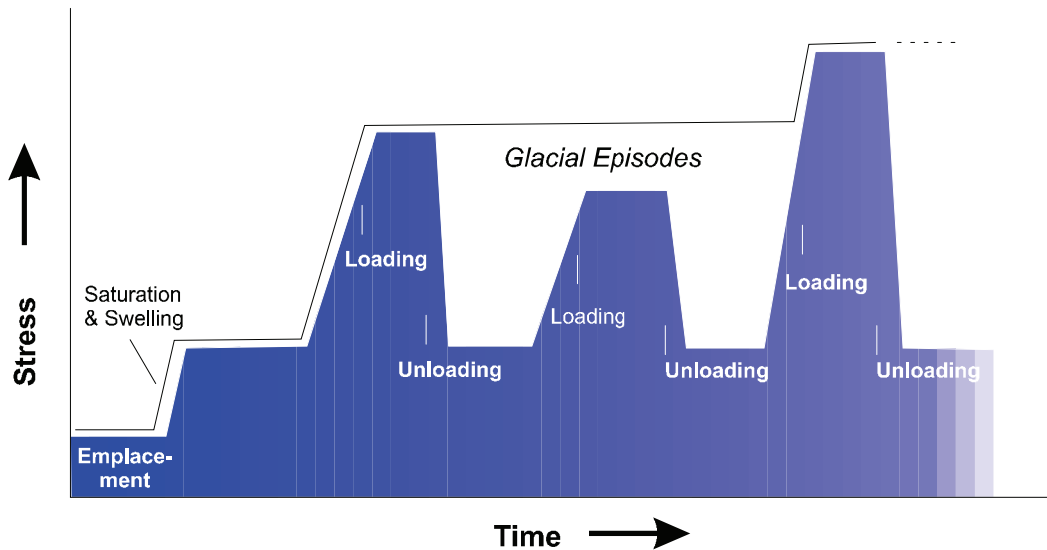 Glacial Episodes
Loading
Loading
Loading
Saturation
& Swelling
Unloading
Unloading
Unloading
Emplace-
ment
Stress
Time